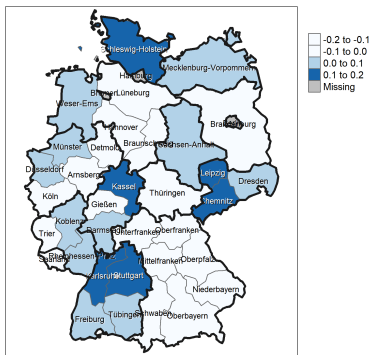 -0.2 to -0.1
-0.1 to 0.0
0.0 to 0.1
0.1 to 0.2
Missing
Schleswig-Holstein
Hamburg
Mecklenburg-Vorpommern
Bremen
Lüneburg
Weser-Ems
Hannover
Brandenburg
Braunschweig
Sachsen-Anhalt
Münster
Detmold
Düsseldorf
Arnsberg
Kassel
Leipzig
Dresden
Köln
Thüringen
Chemnitz
Gießen
Koblenz
Trier
Darmstadt
Unterfranken
Oberfranken
Saarland
Rheinhessen-Pfalz
Mittelfranken
Oberpfalz
Karlsruhe
Stuttgart
Niederbayern
Freiburg
Tübingen
Schwaben
Oberbayern